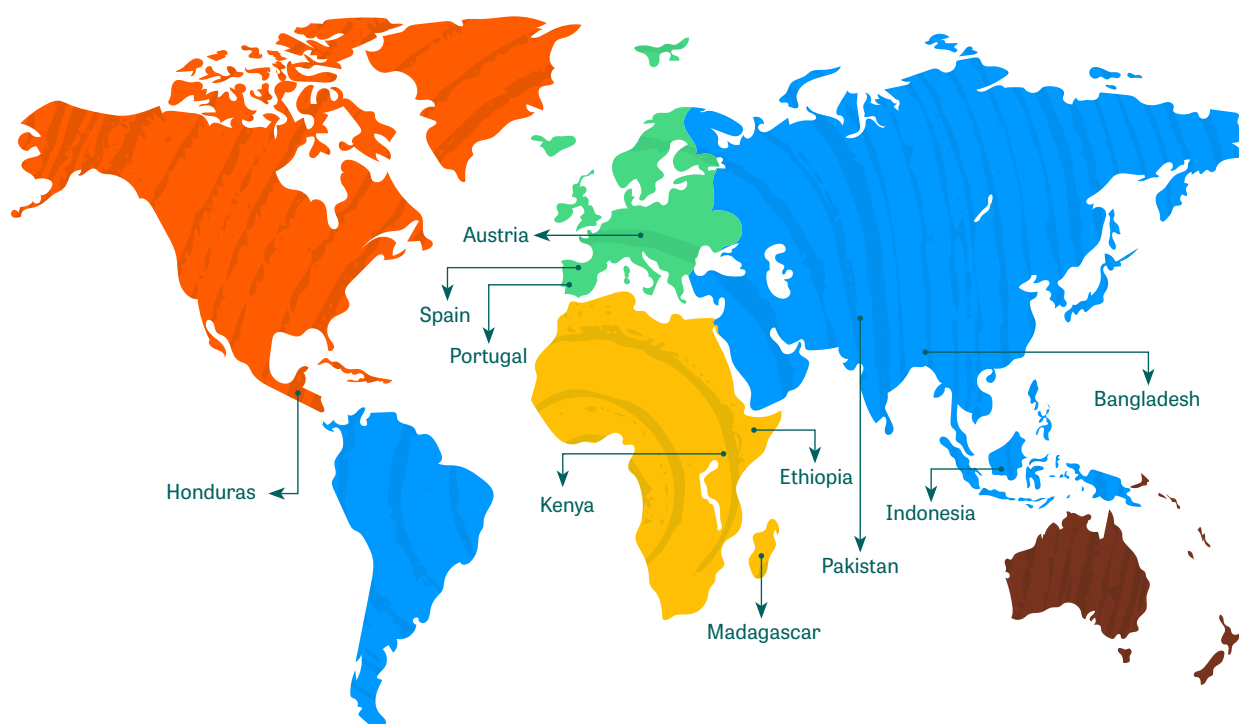 Austria
Spain
Portugal
Bangladesh
Ethiopia
Honduras
Kenya
Indonesia
Pakistan
Madagascar